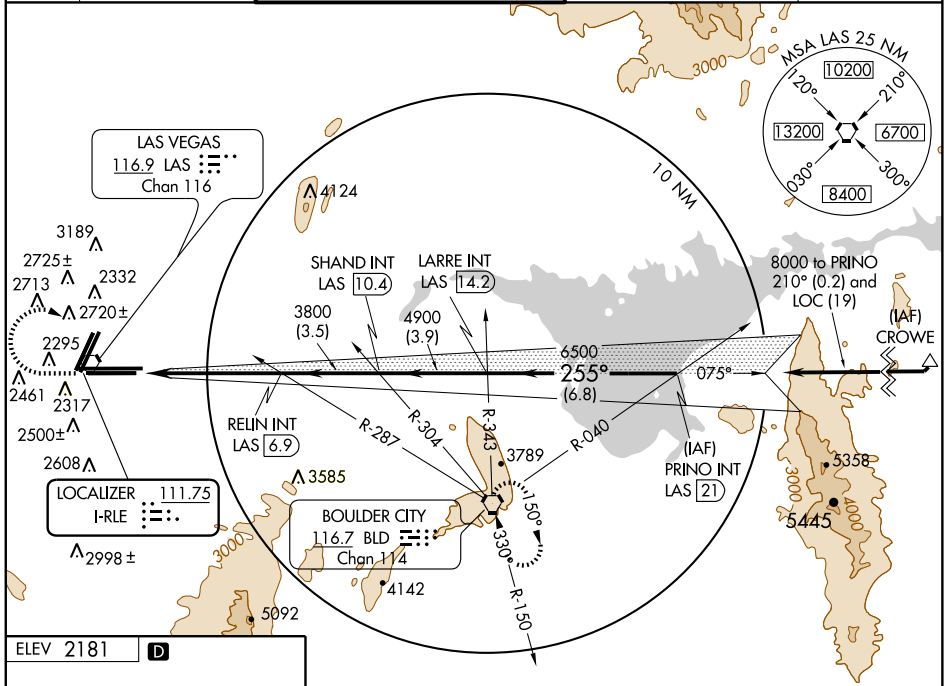 MSA LAS 25 NM
120°
10200
210°
13200
6700
030°
8400
300°
3000
LAS VEGAS
116.9 LAS
Chan 116
10 NM
4124
3189
2725±
2713
2332
2720±
2295
2461
2317
2500±
2608
SHAND INT
LAS 10.4
LARRE INT
LAS 14.2
3800
(3.5)
4900
(3.9)
8000 to PRINO
210° (0.2) and
LOC (19)
(IAF)
CROWE
6500
255°
075°
(6.8)
RELIN INT
LAS 6.9
R-287
R-304
R-343
R-040
(IAF)
PRINO INT
LAS 21
3789
3585
LOCALIZER 111.75
I-RLE
2998 ±
BOULDER CITY
116.7 BLD
Chan 114
150°
330°
R-150
4142
3000
5092
3000
4000
5358
5445
ELEV 2181
D